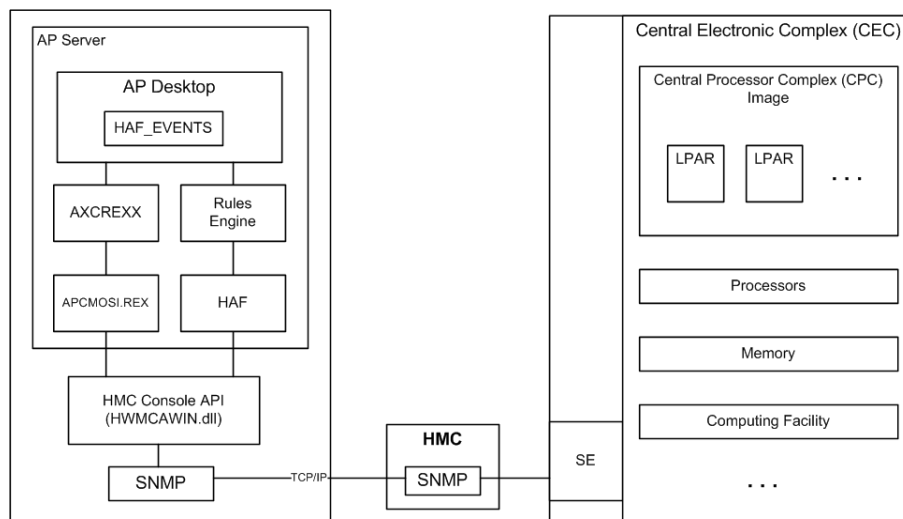 AP Server
AP Desktop
HAF_EVENTS
AXCREXX
Rules
Engine
APCMOSI.REX
HAF
HMC Console API
(HWMCAWIN.dll)
SNMP
TCP/IP
HMC
SNMP
SE
Central Electronic Complex (CEC)
Central Processor Complex (CPC)
Image
LPAR
LPAR
. . .
Processors
Memory
Computing Facility
. . .